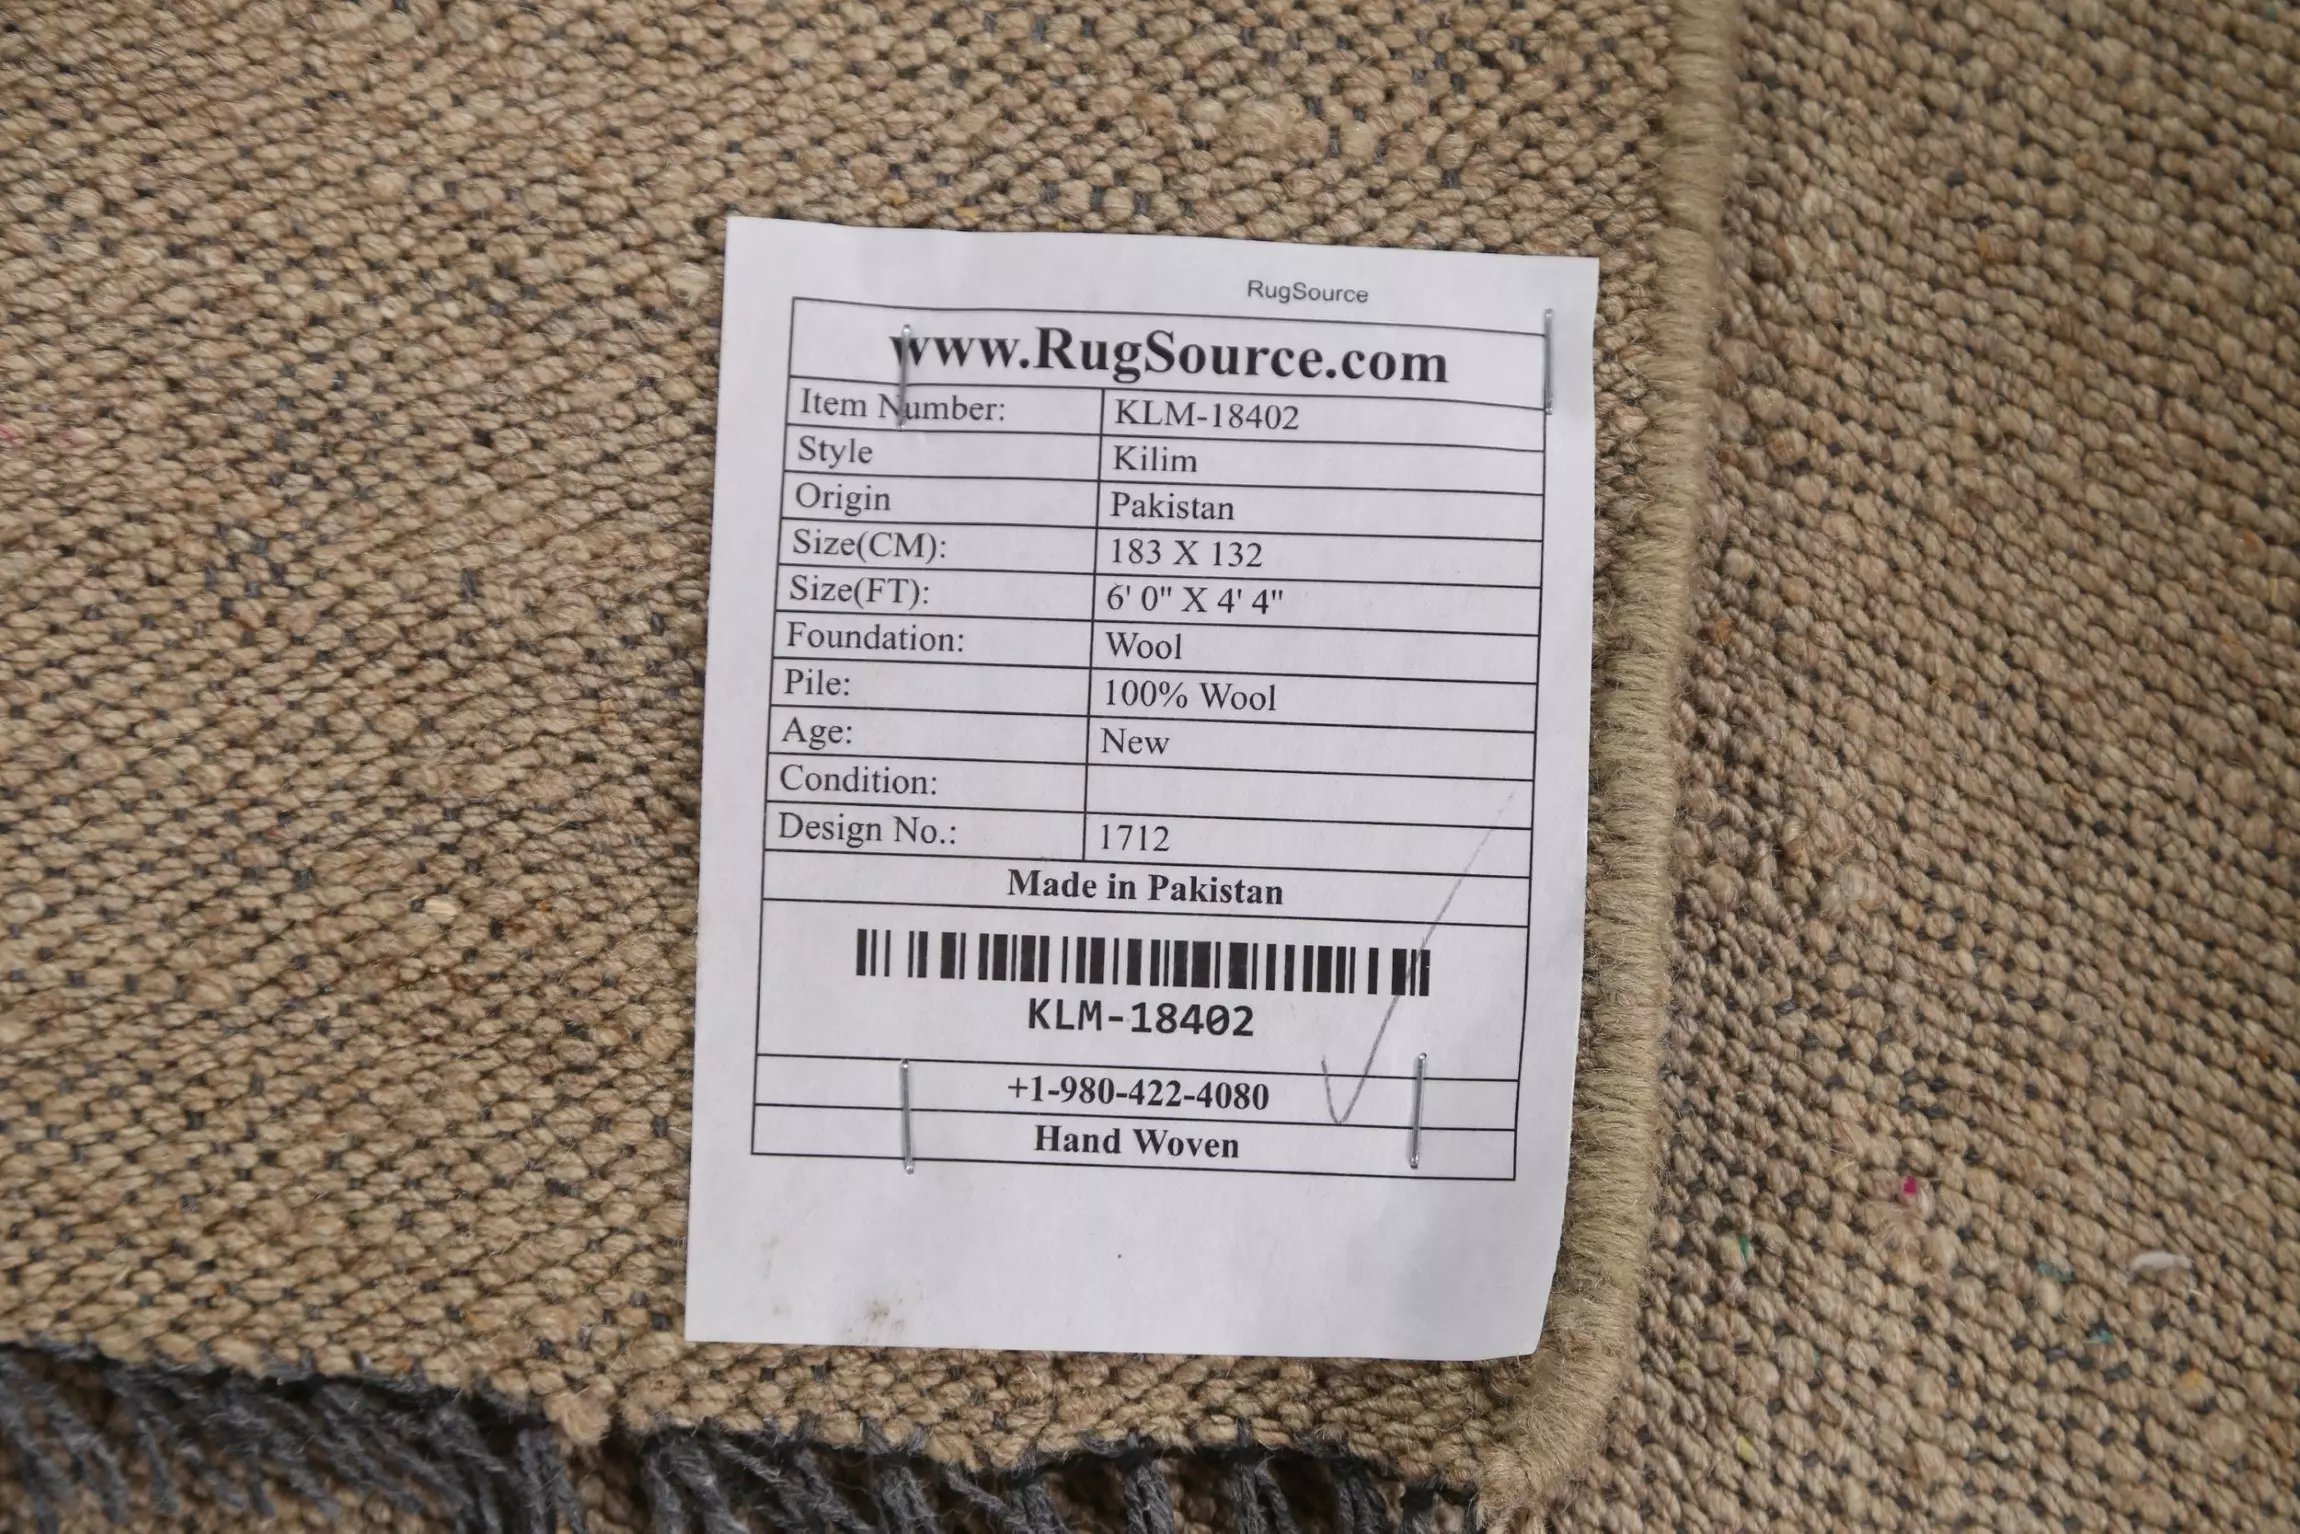 RugSource
www.RugSource.com
Item Number: KLM-18402
Style Kilim
Origin Pakistan
Size(CM): 183 X 132
Size(FT): 6' 0" X 4' 4"
Foundation: Wool
Pile: 100% Wool
Age: New
Condition:
Design No.: 1712
Made in Pakistan
KLM-18402
+1-980-422-4080
Hand Woven